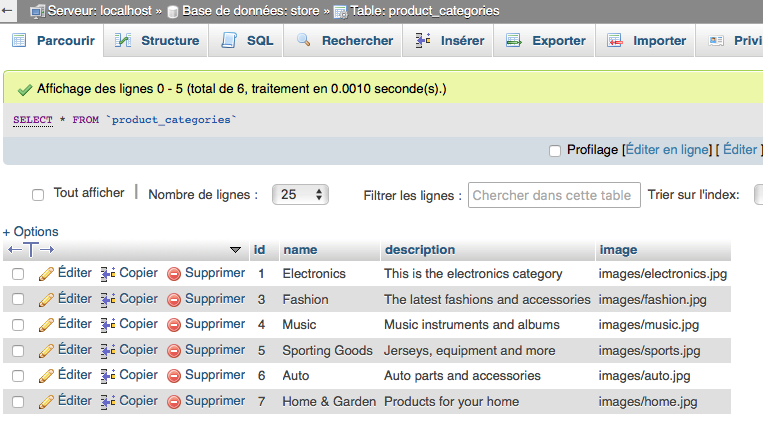 Serveur: localhost » Base de données: store » Table: product_categories
Parcourir Structure SQL Rechercher Insérer Exporter Importer Privi
Affichage des lignes 0 - 5 (total de 6, traitement en 0.0010 seconde(s).)
SELECT * FROM `product_categories`
Profilage [Éditer en ligne] [ Éditer ]
Tout afficher | Nombre de lignes : 25 Filtrer les lignes : Chercher dans cette table Trier sur l'index:
+ Options
←T→ id name description image
Éditer Copier Supprimer 1 Electronics This is the electronics category images/electronics.jpg
Éditer Copier Supprimer 3 Fashion The latest fashions and accessories images/fashion.jpg
Éditer Copier Supprimer 4 Music Music instruments and albums images/music.jpg
Éditer Copier Supprimer 5 Sporting Goods Jerseys, equipment and more images/sports.jpg
Éditer Copier Supprimer 6 Auto Auto parts and accessories images/auto.jpg
Éditer Copier Supprimer 7 Home & Garden Products for your home images/home.jpg